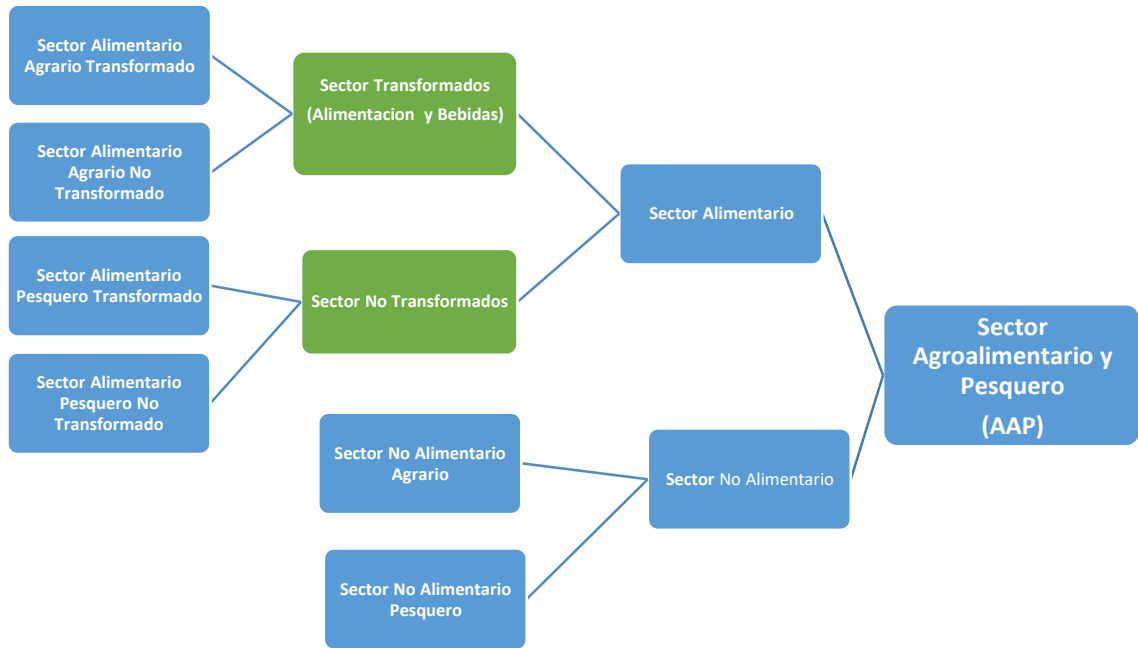 Sector Alimentario
Agrario Transformado
Sector Alimentario
Agrario No
Transformado
Sector Alimentario
Pesquero Transformado
Sector Alimentario
Pesquero No
Transformado
Sector Transformados
(Alimentacion y Bebidas)
Sector No Transformados
Sector No Alimentario
Agrario
Sector No Alimentario
Pesquero
Sector Alimentario
Sector No Alimentario
Sector
Agroalimentario y
Pesquero
(AAP)